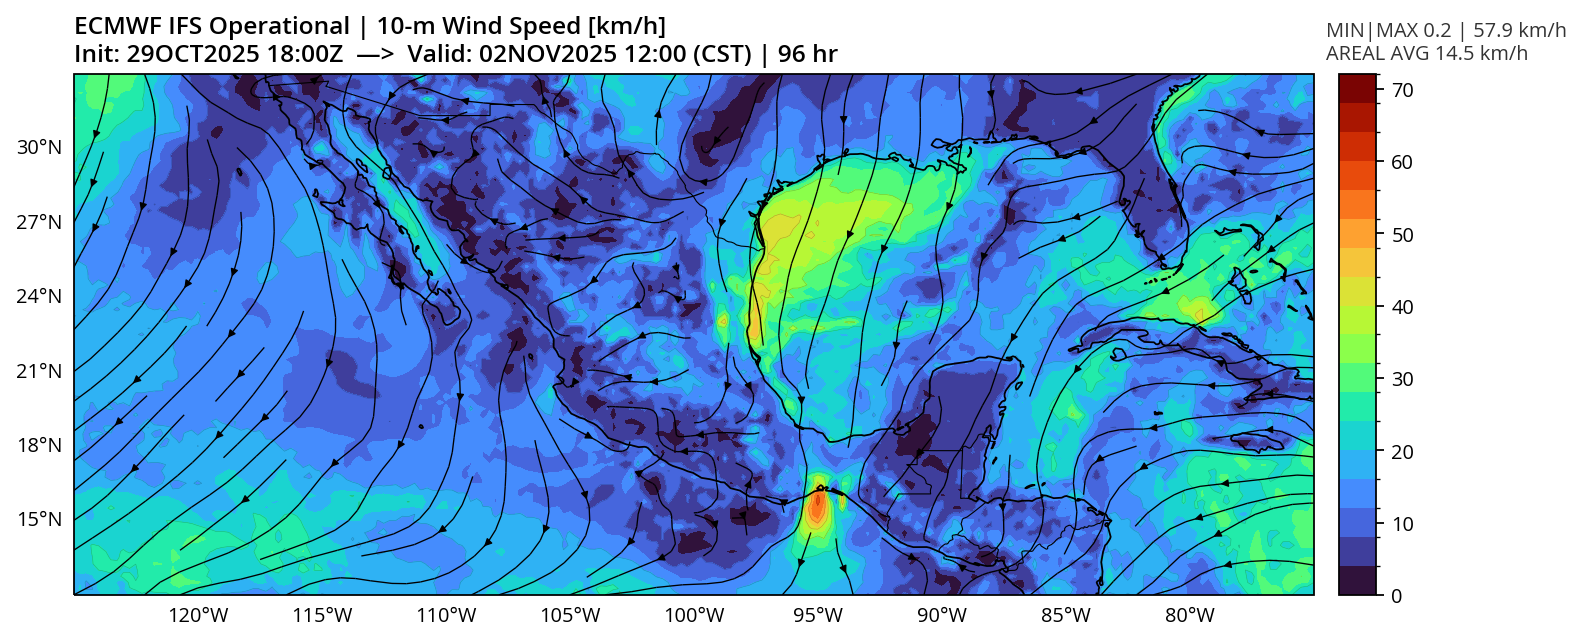 ECMWF IFS Operational | 10-m Wind Speed [km/h]
Init: 29OCT2025 18:00Z —> Valid: 02NOV2025 12:00 (CST) | 96 hr
MIN|MAX 0.2 | 57.9 km/h
AREAL AVG 14.5 km/h
30°N
27°N
24°N
21°N
18°N
15°N
120°W 115°W 110°W 105°W 100°W 95°W 90°W 85°W 80°W
70
60
50
40
30
20
10
0